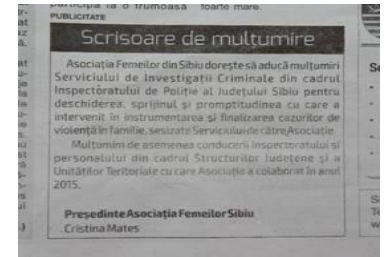 participa la o frumoasă foarte mare.
PUBLICITATE
Scrisoare de mulțumire
Asociația Femeilor din Sibiu dorește să aducă mulțumiri
Serviciului de Investigații Criminale din cadrul
Inspectoratului de Poliție al Județului Sibiu pentru
deschiderea, sprijinul și promptitudinea cu care a
intervenit în instrumentarea și finalizarea cazurilor de
violență în familie, sesizate Serviciului de către Asociație.
Mulțumim de asemenea conducerii Inspectoratului și
personalului din cadrul Structurilor Județene și a
Unităților Teritoriale cu care Asociația a colaborat în anul
2015.
Președinte Asociația Femeilor Sibiu
Cristina Mates